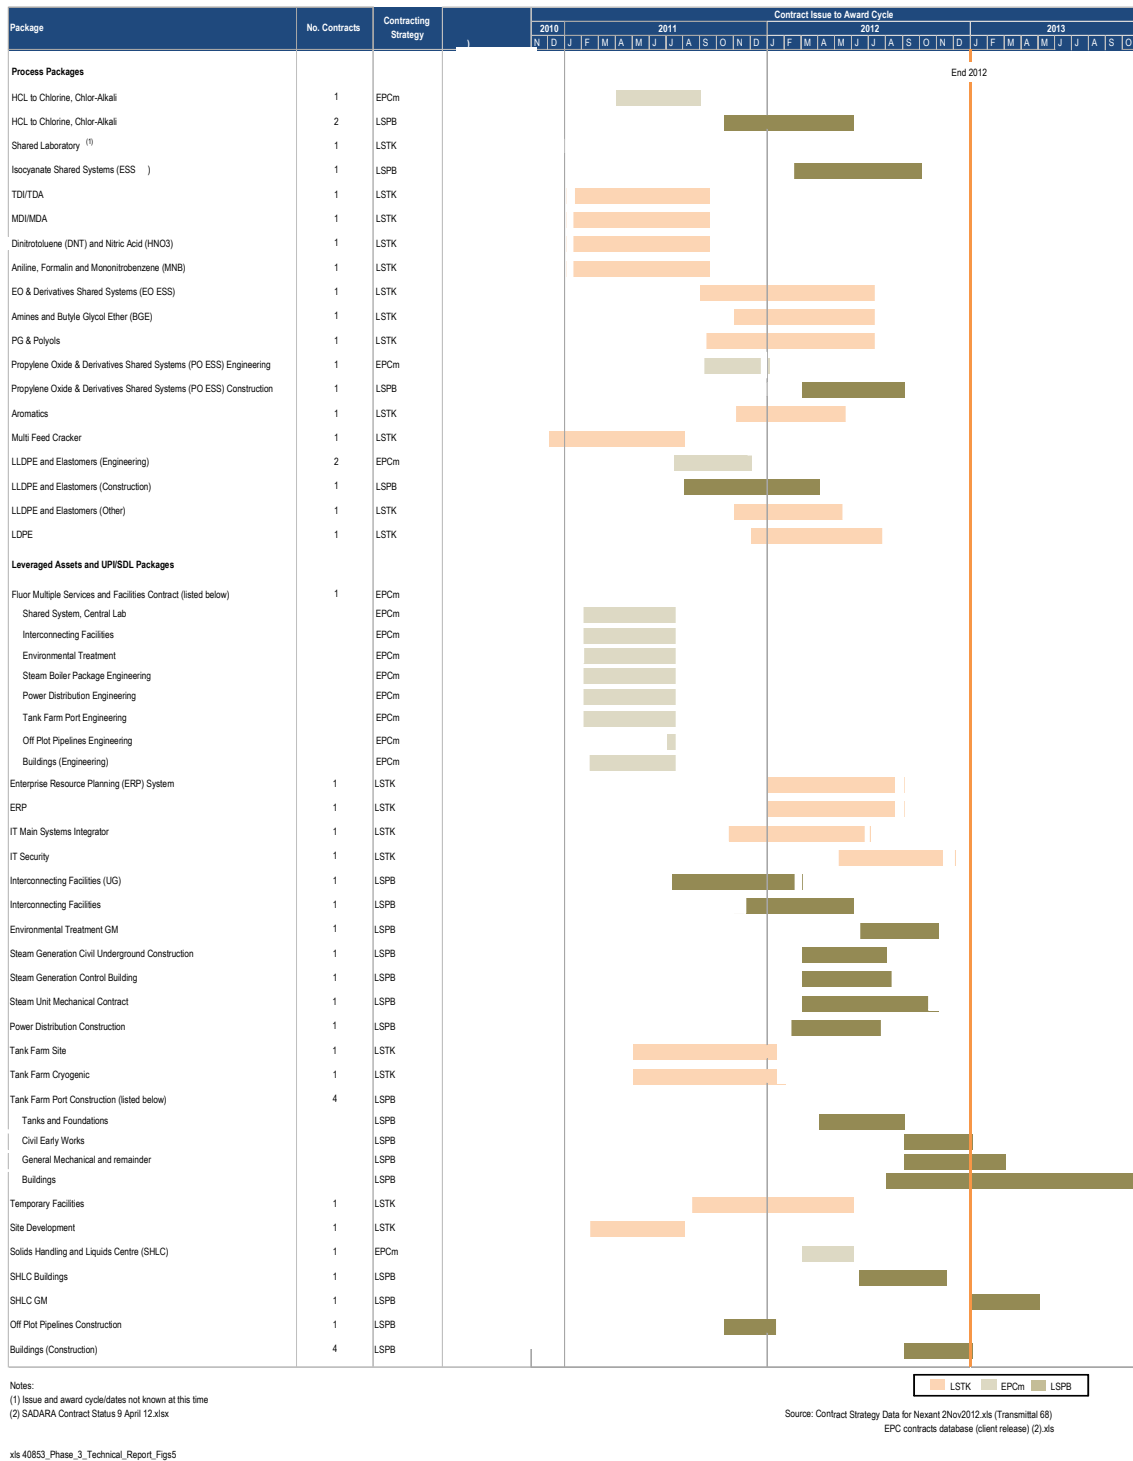 Package No. Contracts Contracting Strategy ) Contract Issue to Award Cycle
2010 2011 2012 2013
N D J F M A M J J A S O N D J F M A M J J A S O N D J F M A M J J A S O
Process Packages
End 2012
HCL to Chlorine, Chlor-Alkali 1 EPCm
HCL to Chlorine, Chlor-Alkali 2 LSPB
Shared Laboratory (1) 1 LSTK
Isocyanate Shared Systems (ESS ) 1 LSPB
TDI/TDA 1 LSTK
MDI/MDA 1 LSTK
Dinitrotoluene (DNT) and Nitric Acid (HNO3) 1 LSTK
Aniline, Formalin and Mononitrobenzene (MNB) 1 LSTK
EO & Derivatives Shared Systems (EO ESS) 1 LSTK
Amines and Butyle Glycol Ether (BGE) 1 LSTK
PG & Polyols 1 LSTK
Propylene Oxide & Derivatives Shared Systems (PO ESS) Engineering 1 EPCm
Propylene Oxide & Derivatives Shared Systems (PO ESS) Construction 1 LSPB
Aromatics 1 LSTK
Multi Feed Cracker 1 LSTK
LLDPE and Elastomers (Engineering) 2 EPCm
LLDPE and Elastomers (Construction) 1 LSPB
LLDPE and Elastomers (Other) 1 LSTK
LDPE 1 LSTK
Leveraged Assets and UPI/SDL Packages
Fluor Multiple Services and Facilities Contract (listed below) 1 EPCm
Shared System, Central Lab EPCm
Interconnecting Facilities EPCm
Environmental Treatment EPCm
Steam Boiler Package Engineering EPCm
Power Distribution Engineering EPCm
Tank Farm Port Engineering EPCm
Off Plot Pipelines Engineering EPCm
Buildings (Engineering) EPCm
Enterprise Resource Planning (ERP) System 1 LSTK
ERP 1 LSTK
IT Main Systems Integrator 1 LSTK
IT Security 1 LSTK
Interconnecting Facilities (UG) 1 LSPB
Interconnecting Facilities 1 LSPB
Environmental Treatment GM 1 LSPB
Steam Generation Civil Underground Construction 1 LSPB
Steam Generation Control Building 1 LSPB
Steam Unit Mechanical Contract 1 LSPB
Power Distribution Construction 1 LSPB
Tank Farm Site 1 LSTK
Tank Farm Cryogenic 1 LSTK
Tank Farm Port Construction (listed below) 4 LSPB
Tanks and Foundations LSPB
Civil Early Works LSPB
General Mechanical and remainder LSPB
Buildings LSPB
Temporary Facilities 1 LSTK
Site Development 1 LSTK
Solids Handling and Liquids Centre (SHLC) 1 EPCm
SHLC Buildings 1 LSPB
SHLC GM 1 LSPB
Off Plot Pipelines Construction 1 LSPB
Buildings (Construction) 4 LSPB
Notes:
(1) Issue and award cycle/dates not known at this time
(2) SADARA Contract Status 9 April 12.xlsx
LSTK EPCm LSPB
Source: Contract Strategy Data for Nexant 2Nov2012.xls (Transmittal 68)
EPC contracts database (client release) (2).xls
xls 40853_Phase_3_Technical_Report_Figs5